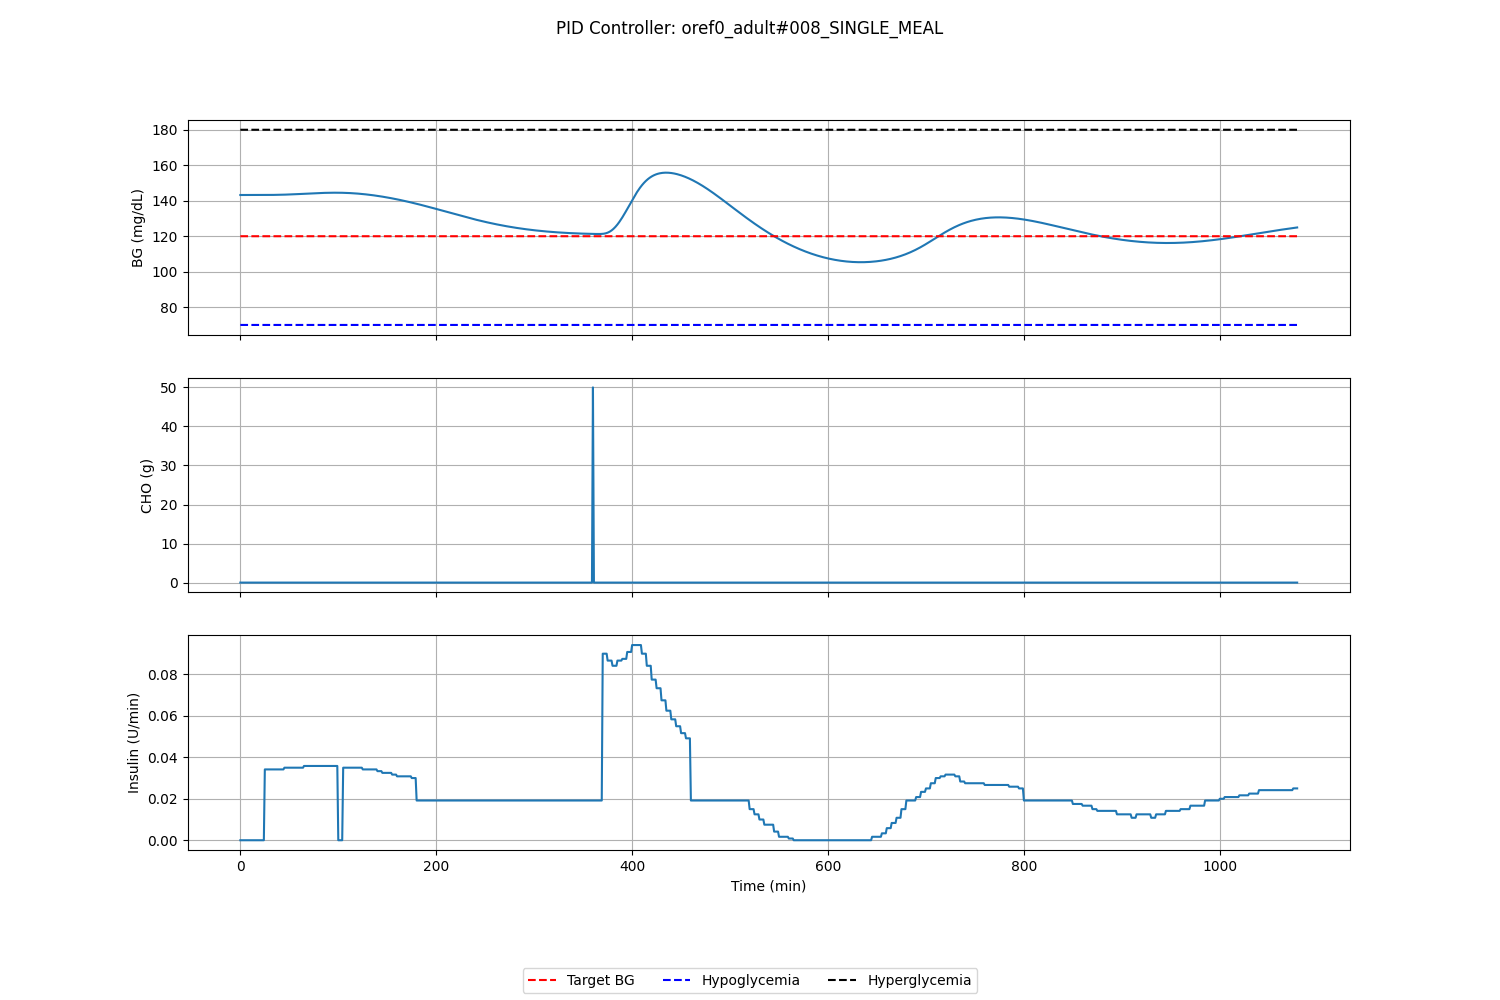 PID Controller: oref0_adult#008_SINGLE_MEAL
180
160
140
120
100
80
BG (mg/dL)
50
40
30
20
10
0
CHO (g)
0.08
0.06
0.04
0.02
0.00
Insulin (U/min)
0 200 400 600 800 1000
Time (min)
Target BG Hypoglycemia Hyperglycemia